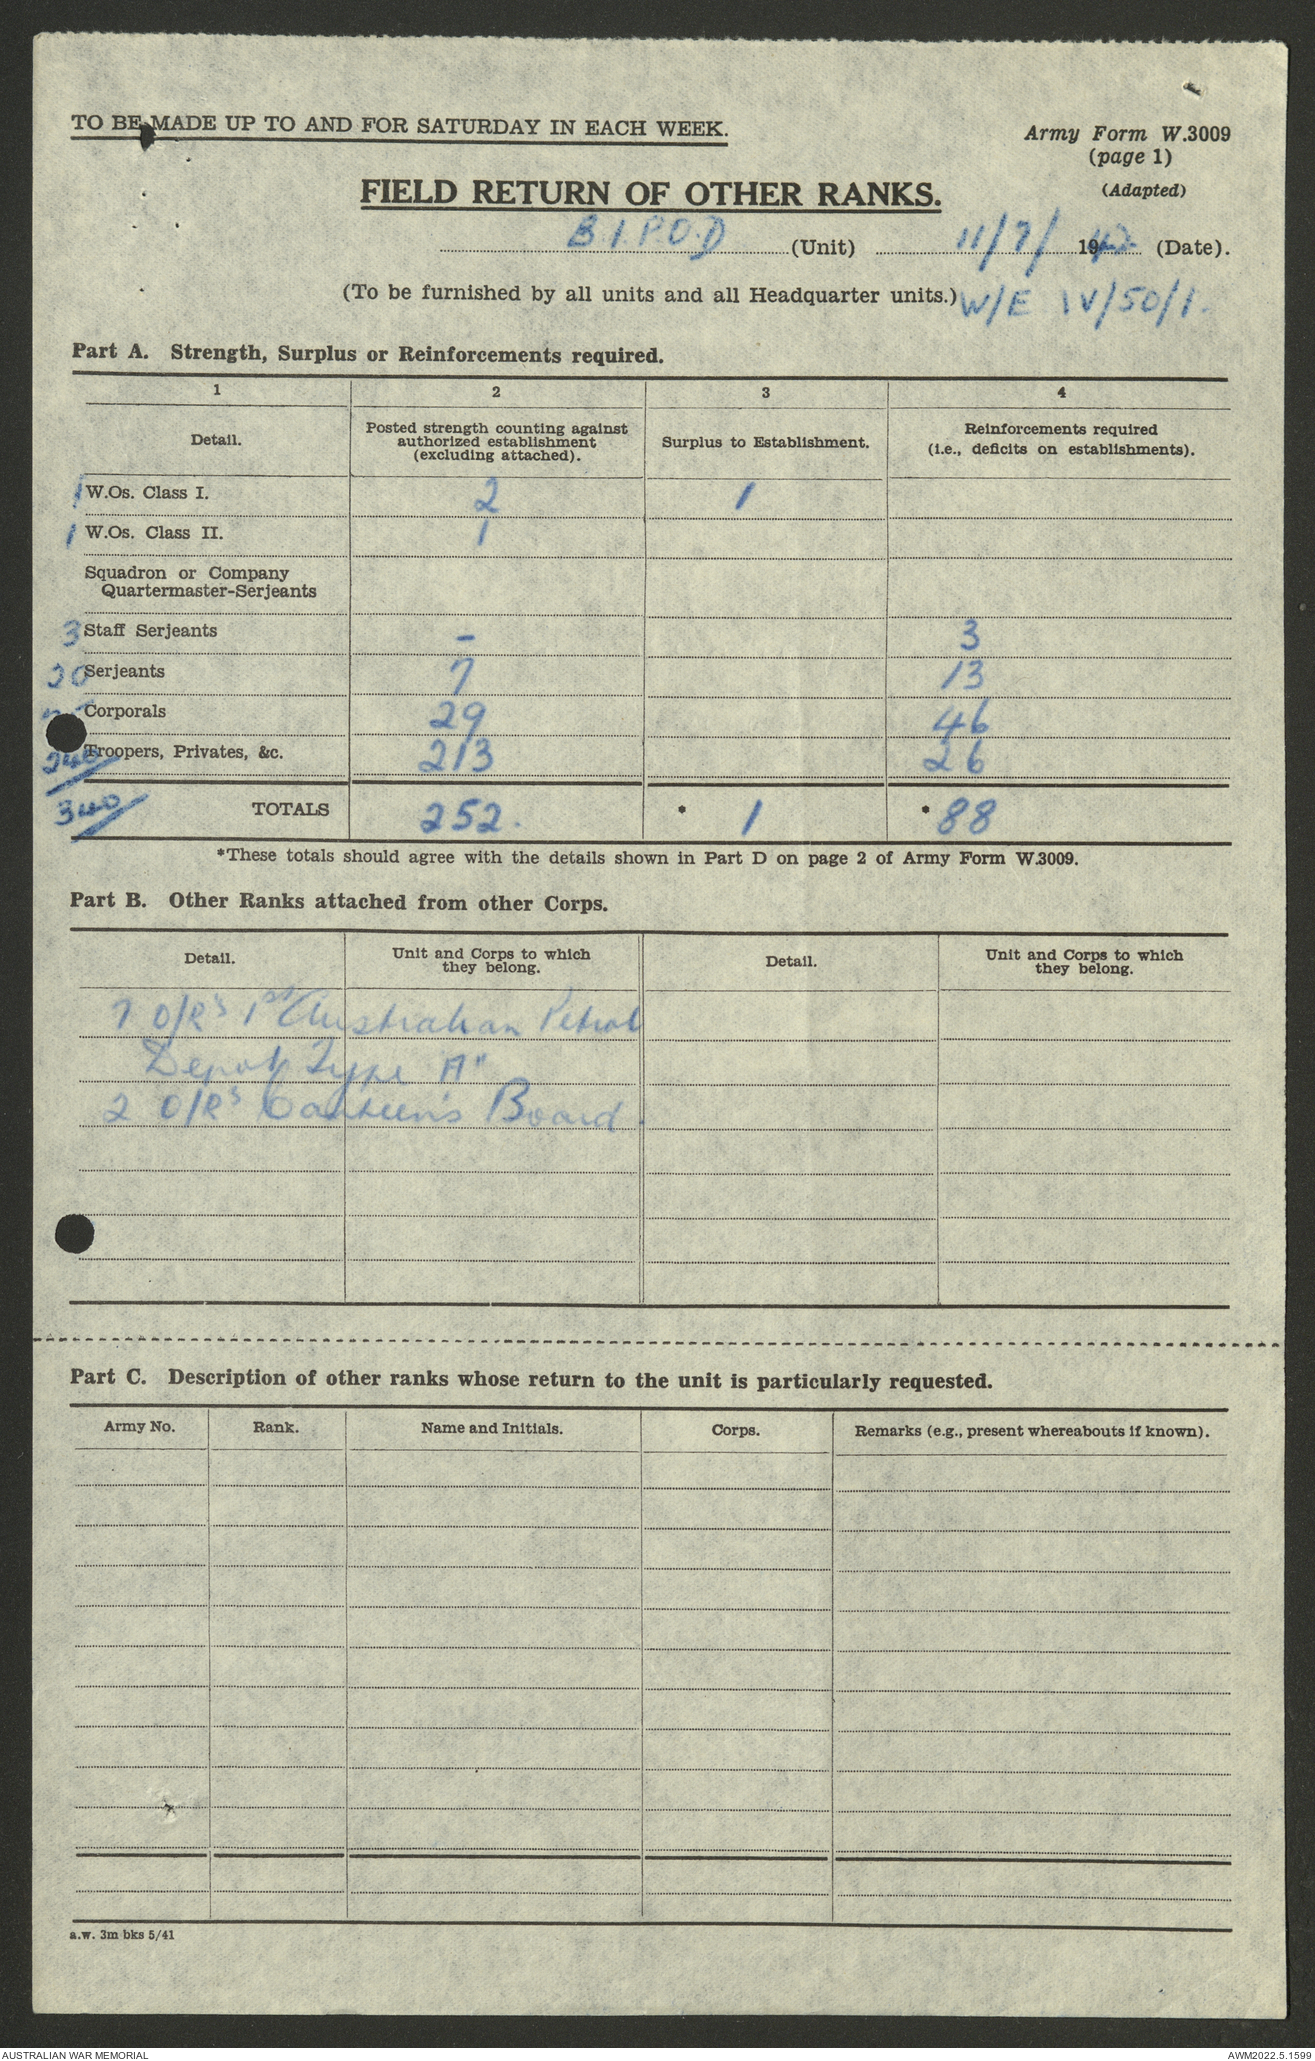 TO BE MADE UP TO AND FOR SATURDAY IN EACH WEEK.
Army Form W.3009
(page 1)
(Adapted)
FIELD RETURN OF OTHER RANKS.
B.I.P.O.D (Unit) 11/7/ 1942 (Date).
(To be furnished by all units and all Headquarter units.) W/E IV/50/1.
Part A. Strength, Surplus or Reinforcements required.
1 2 3 4
Detail. Posted strength counting against authorized establishment (excluding attached). Surplus to Establishment. Reinforcements required (i.e., deficits on establishments).
1 W.Os. Class I. 2 1
1 W.Os. Class II. 1
Squadron or Company
Quartermaster-Serjeants
3 Staff Serjeants - 3
20 Serjeants 7 13
Corporals 29 46
240 Troopers, Privates, &c. 213 26
340 TOTALS 252. * 1 * 88
*These totals should agree with the details shown in Part D on page 2 of Army Form W.3009.
Part B. Other Ranks attached from other Corps.
Detail. Unit and Corps to which they belong. Detail. Unit and Corps to which they belong.
7 O/Rs 1st Australian Petrol
Depot Type "A"
2 O/Rs Canteens Board.
Part C. Description of other ranks whose return to the unit is particularly requested.
Army No. Rank. Name and Initials. Corps. Remarks (e.g., present whereabouts if known).
a.w. 3m bks 5/41
AUSTRALIAN WAR MEMORIAL AWM2022.5.1599